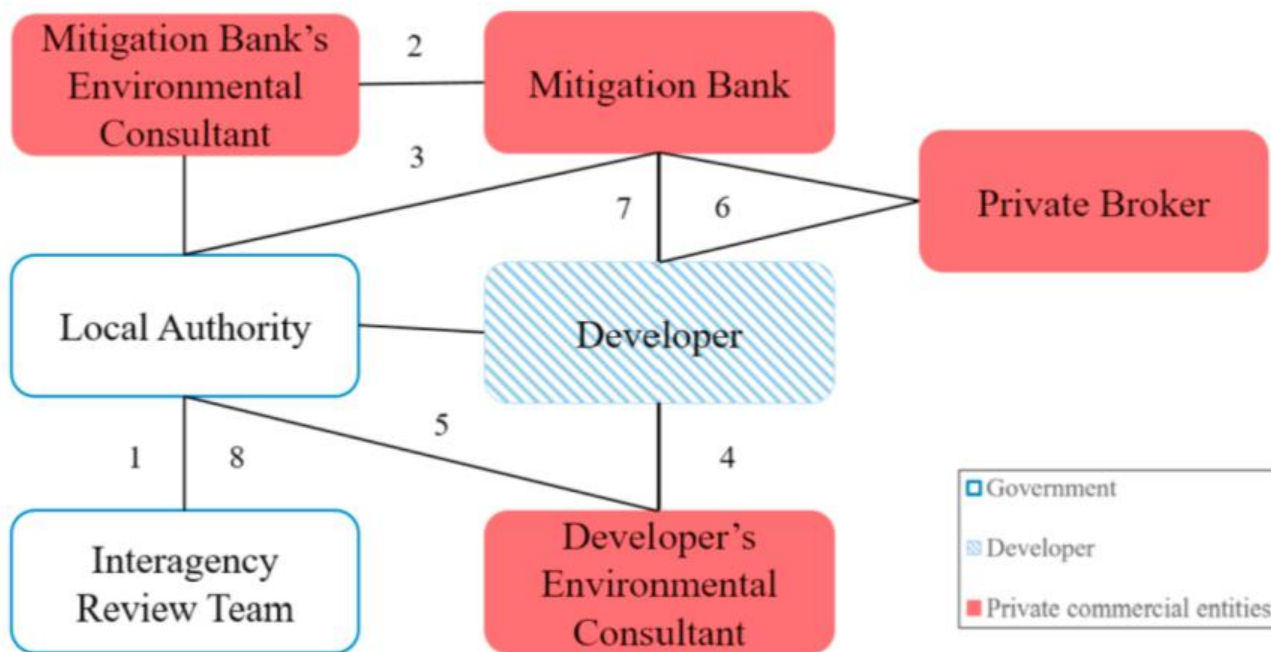 Mitigation Bank’s
Environmental
Consultant
2
Mitigation Bank
3
Private Broker
7
6
Local Authority
Developer
5
1
8
4
Interagency
Review Team
Developer’s
Environmental
Consultant
Government
Developer
Private commercial entities